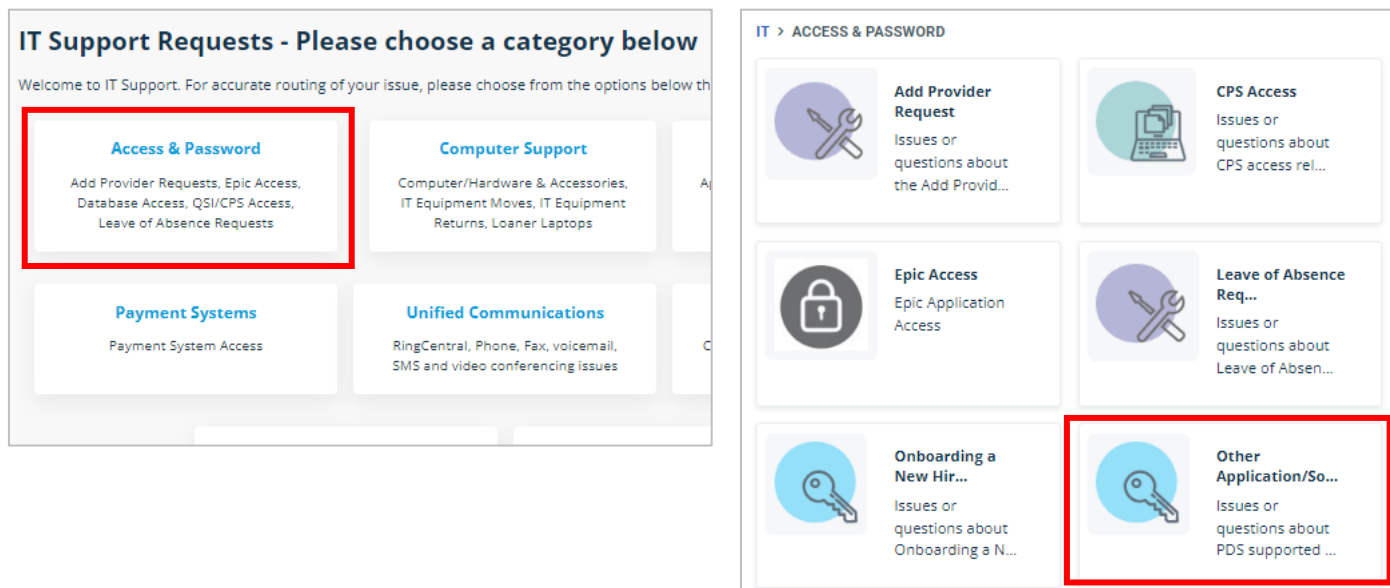 IT Support Requests - Please choose a category below
Welcome to IT Support. For accurate routing of your issue, please choose from the options below th
Access & Password
Add Provider Requests, Epic Access,
Database Access, QSI/CPS Access,
Leave of Absence Requests
Computer Support
Computer/Hardware & Accessories,
IT Equipment Moves, IT Equipment
Returns, Loaner Laptops
Payment Systems
Payment System Access
Unified Communications
RingCentral, Phone, Fax, voicemail,
SMS and video conferencing issues
IT > ACCESS & PASSWORD
Add Provider
Request
Issues or
questions about
the Add Provid...
CPS Access
Issues or
questions about
CPS access rel...
Epic Access
Epic Application
Access
Leave of Absence
Req...
Issues or
questions about
Leave of Absen...
Onboarding a
New Hir...
Issues or
questions about
Onboarding a N...
Other
Application/So...
Issues or
questions about
PDS supported ...